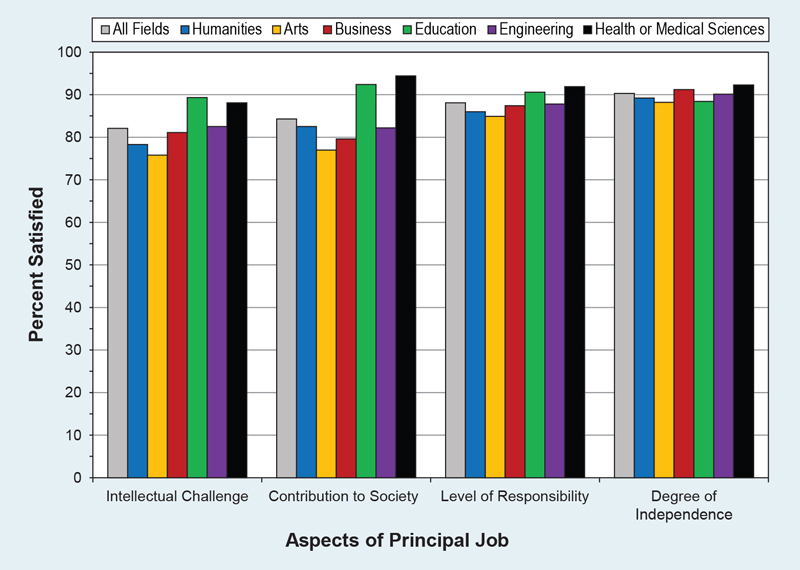 All Fields Humanities Arts Business Education Engineering Health or Medical Sciences
100
90
80
70
60
50
40
30
20
10
0
Percent Satisfied
Intellectual Challenge Contribution to Society Level of Responsibility Degree of
Independence
Aspects of Principal Job